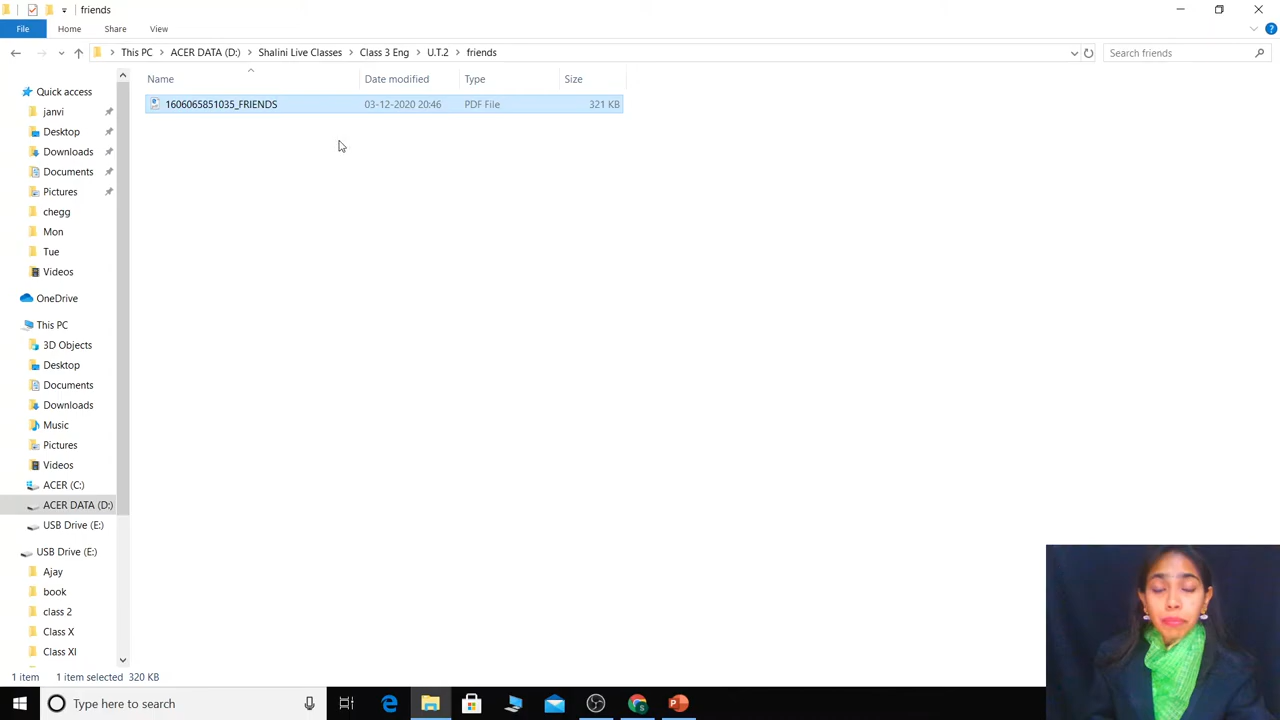 friends
File Home Share View
This PC ACER DATA (D:) Shalini Live Classes Class 3 Eng U.T.2 friends
Search friends
Name Date modified Type Size
1606065851035_FRIENDS 03-12-2020 20:46 PDF File 321 KB
Quick access
janvi
Desktop
Downloads
Documents
Pictures
chegg
Mon
Tue
Videos
OneDrive
This PC
3D Objects
Desktop
Documents
Downloads
Music
Pictures
Videos
ACER (C:)
ACER DATA (D:)
USB Drive (E:)
USB Drive (E:)
Ajay
book
class 2
Class X
Class XI
1 item 1 item selected 320 KB
Type here to search